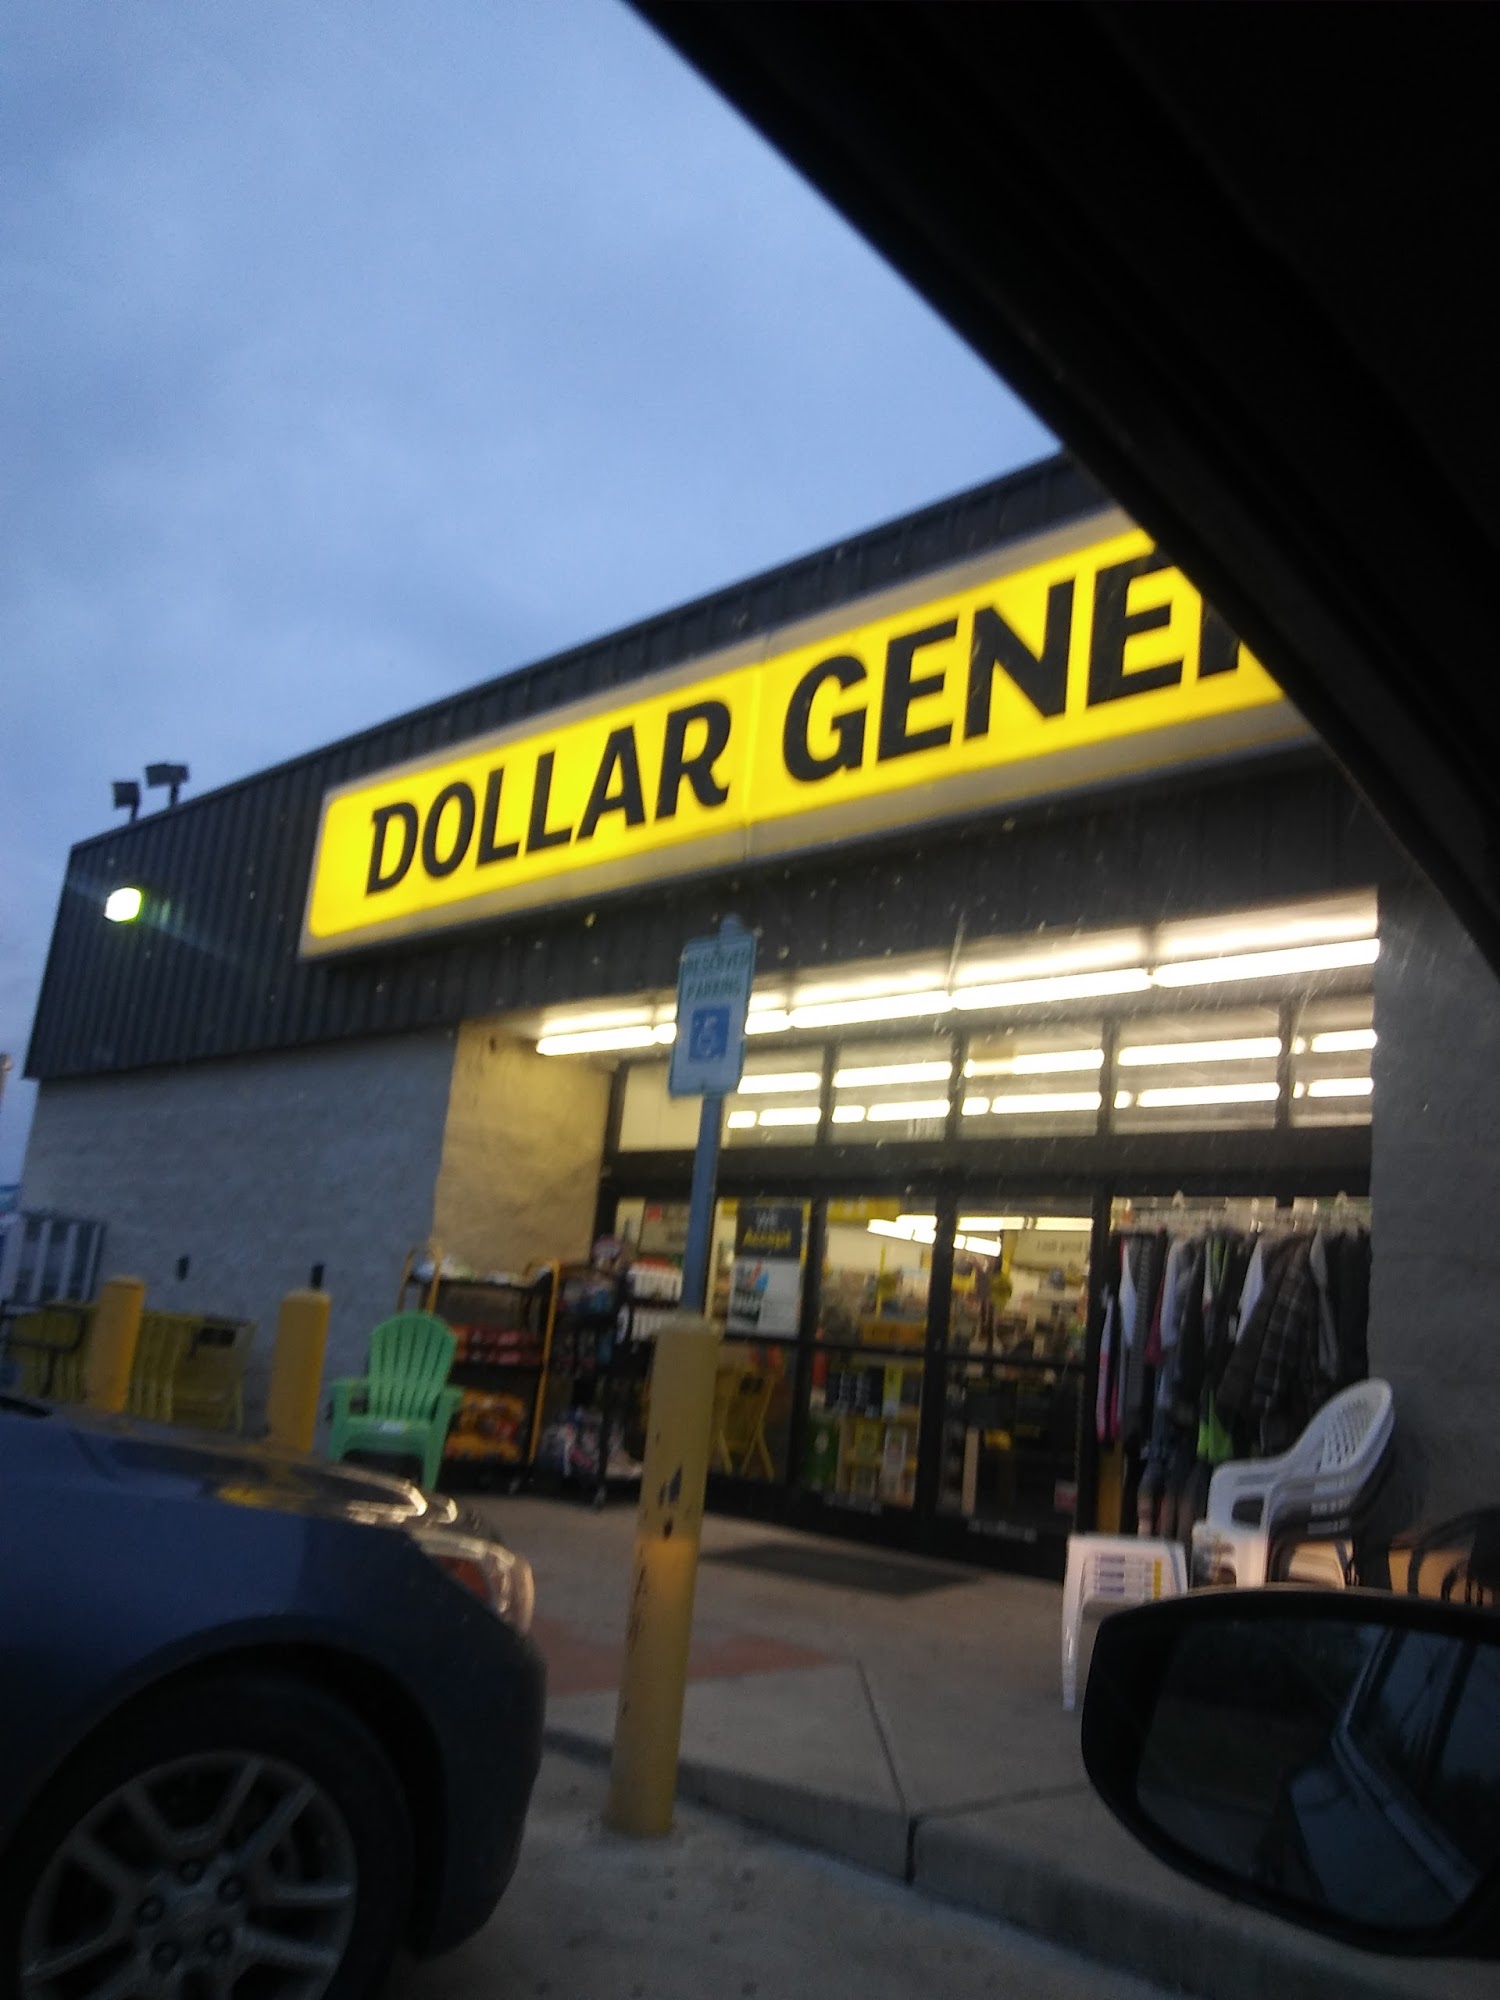 DOLLAR GENE
RESERVED
PARKING
We
Accept